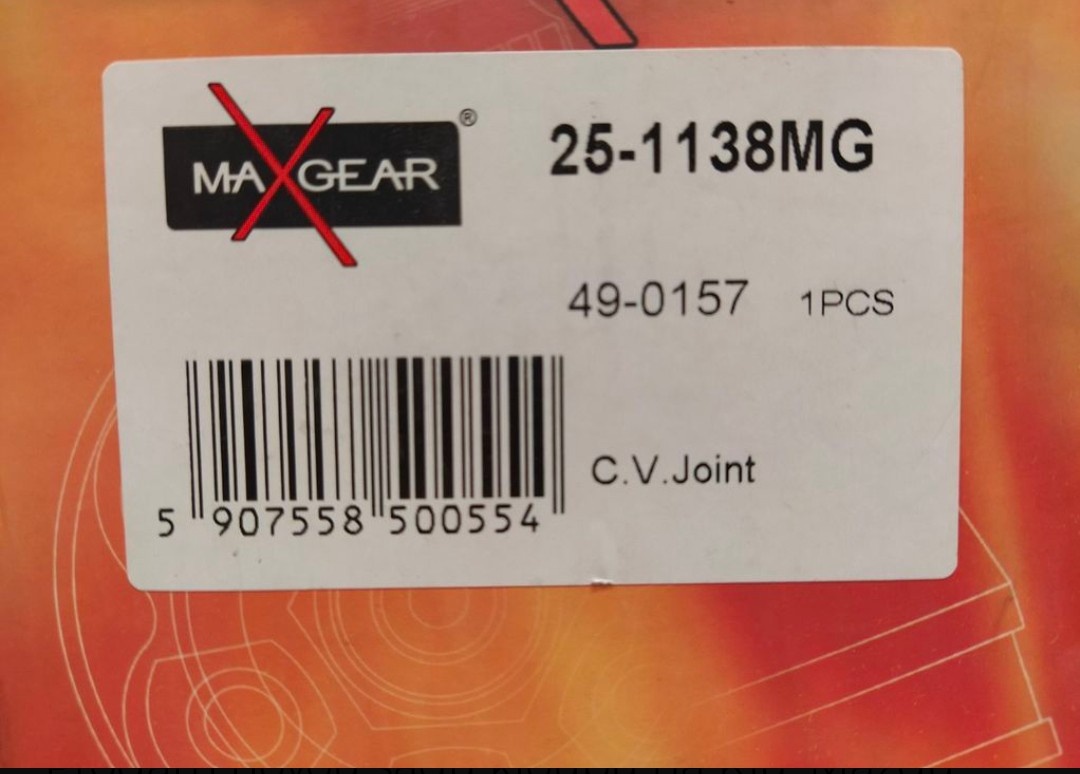 MAXGEAR®
25-1138MG
49-0157 1PCS
C.V.Joint
5 907558 500554